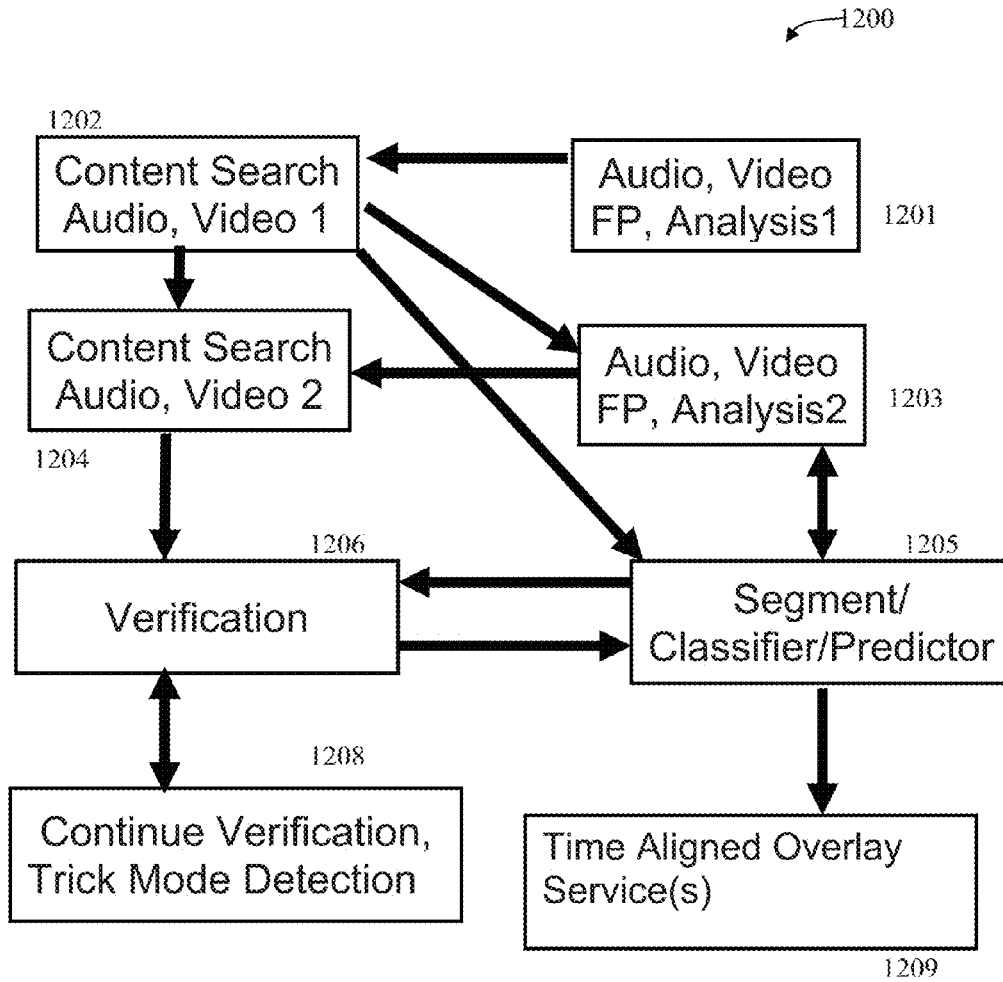 1200
1202
Content Search
Audio, Video 1
Audio, Video
FP, Analysis1
1201
Content Search
Audio, Video 2
1204
Audio, Video
FP, Analysis2
1203
1206
Verification
1205
Segment/
Classifier/Predictor
1208
Continue Verification,
Trick Mode Detection
Time Aligned Overlay
Service(s)
1209